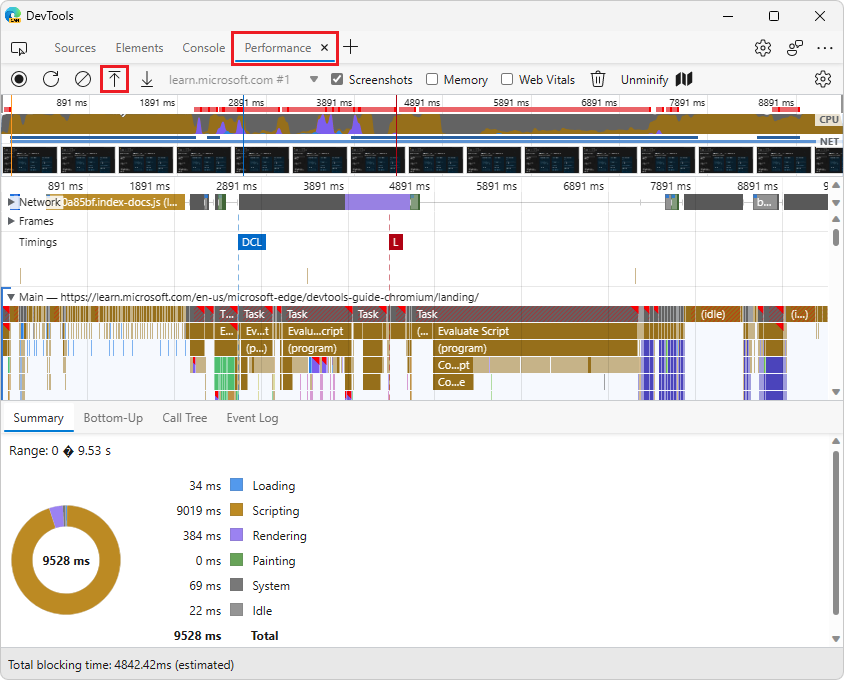 DevTools
Sources Elements Console Performance
learn.microsoft.com #1 Screenshots Memory Web Vitals Unminify
891 ms 1891 ms 2891 ms 3891 ms 4891 ms 5891 ms 6891 ms 7891 ms 8891 ms
CPU
NET
891 ms 1891 ms 2891 ms 3891 ms 4891 ms 5891 ms 6891 ms 7891 ms 8891 ms 9
Network 0a85bf.index-docs.js (l... b...
Frames
Timings DCL L
Main — https://learn.microsoft.com/en-us/microsoft-edge/devtools-guide-chromium/landing/
T... Task Task Task Task (idle) (i...)
E... Ev...t Evalu...cript (... Evaluate Script
(p...) (program) (program)
Co...pt
Co...e
Summary Bottom-Up Call Tree Event Log
Range: 0 � 9.53 s
34 ms Loading
9019 ms Scripting
384 ms Rendering
9528 ms 0 ms Painting
69 ms System
22 ms Idle
9528 ms Total
Total blocking time: 4842.42ms (estimated)